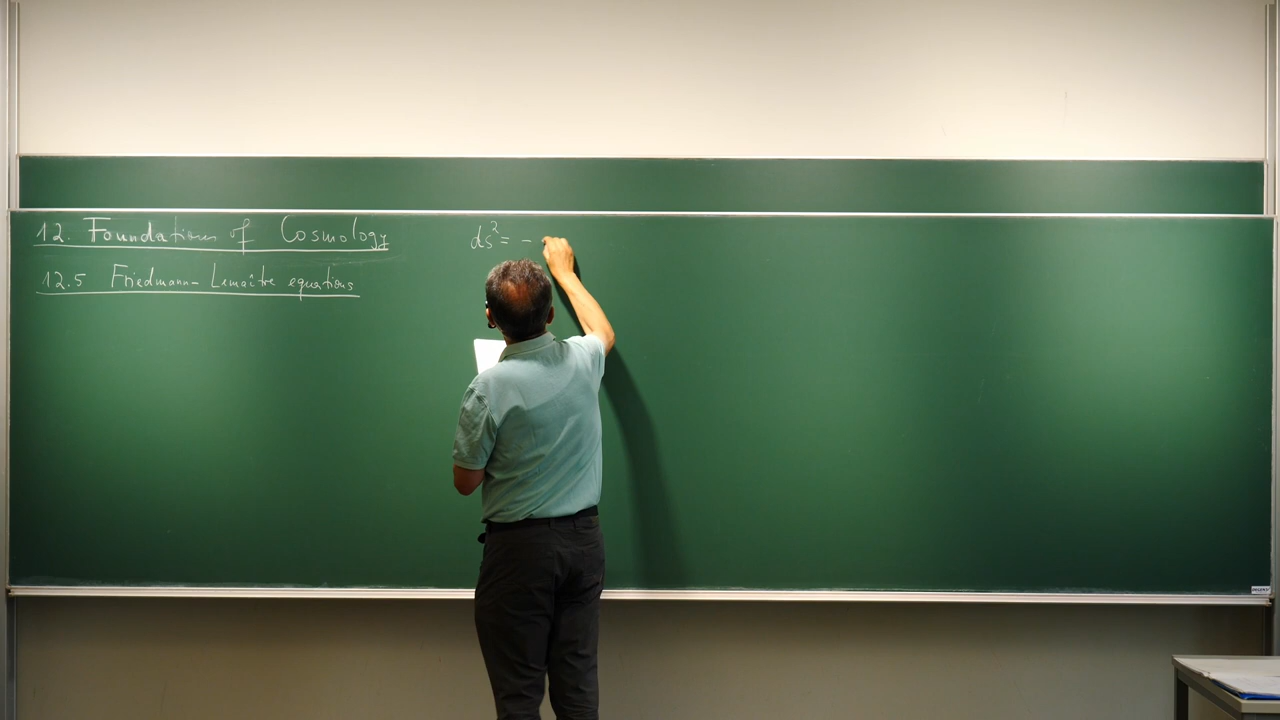 12. Foundations of Cosmology
12.5 Friedmann-Lemaître equations
ds² = -